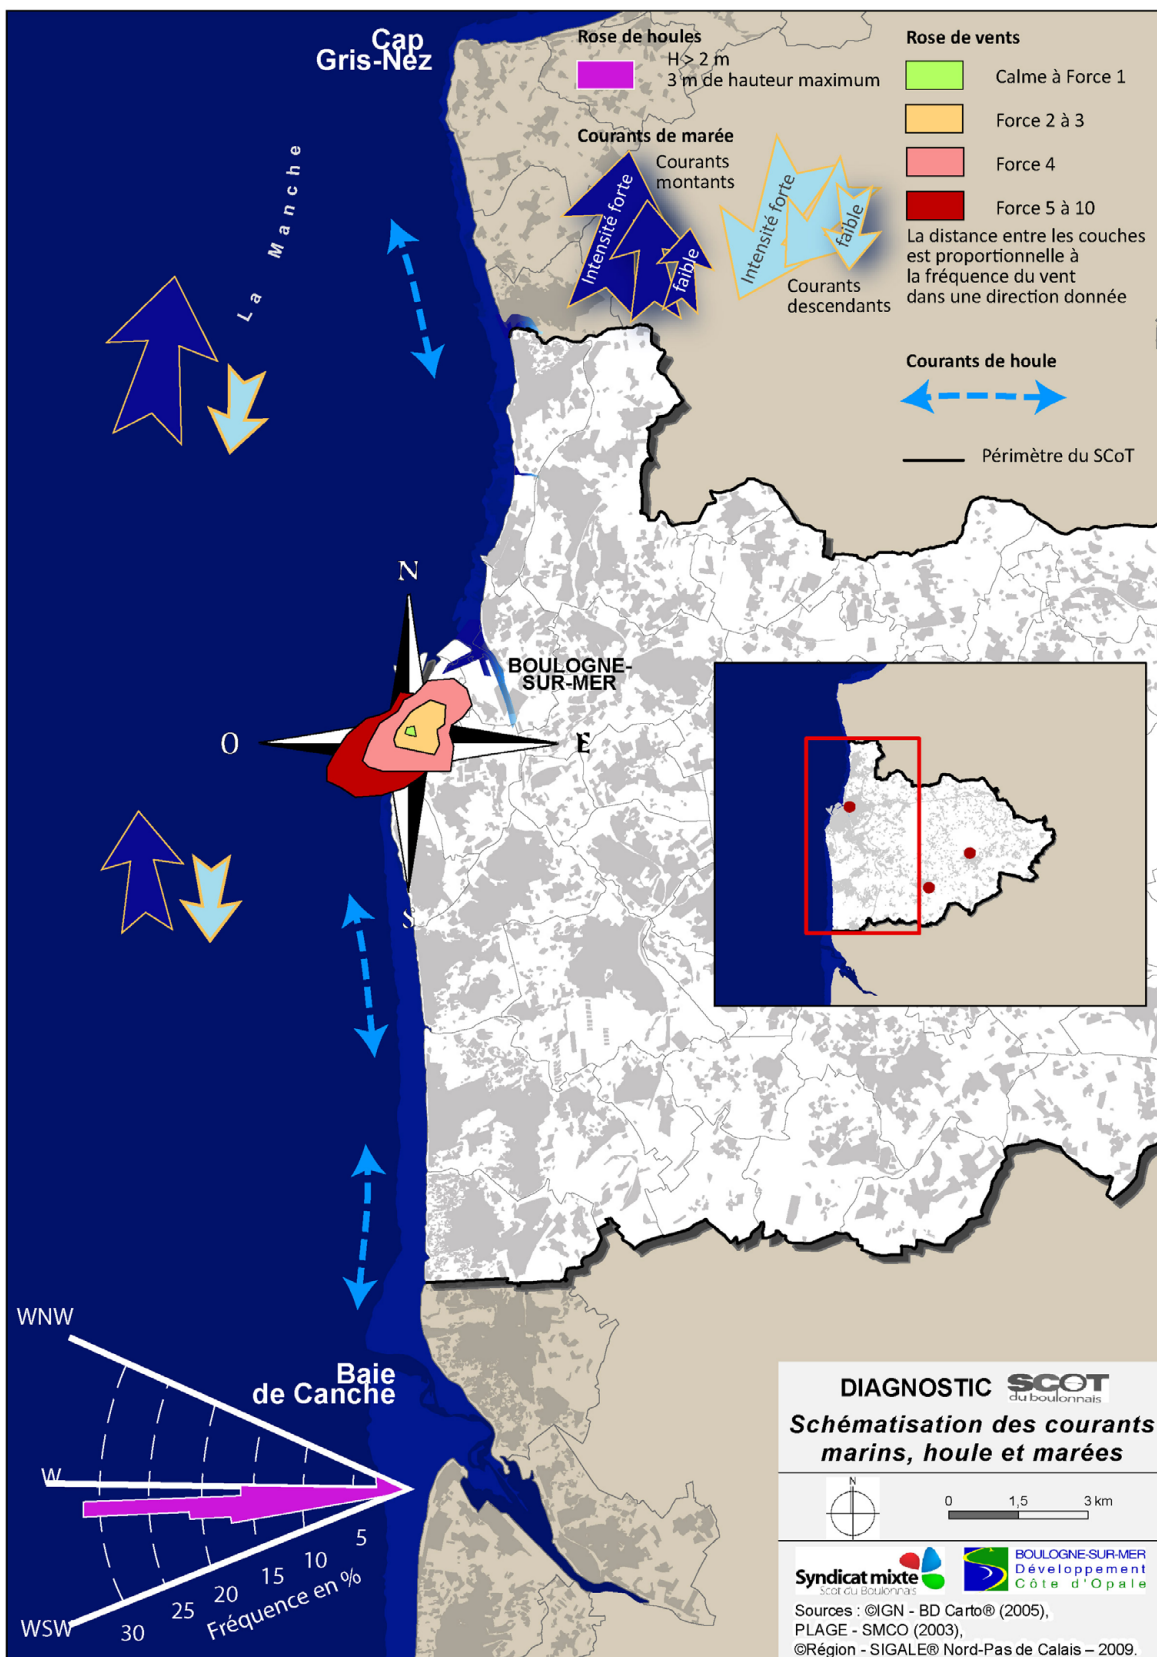 Cap
Gris-Nez
La Manche
Rose de houles
H > 2 m
3 m de hauteur maximum
Courants de marée
Courants
montants
Intensité forte
faible
Intensité forte
faible
Courants
descendants
Rose de vents
Calme à Force 1
Force 2 à 3
Force 4
Force 5 à 10
La distance entre les couches
est proportionnelle à
la fréquence du vent
dans une direction donnée
Courants de houle
Périmètre du SCoT
N
O
E
S
BOULOGNE-
SUR-MER
Baie
de Canche
WNW
W
WSW
5
10
15
20
25
30
Fréquence en %
DIAGNOSTIC SCOT
du boulonnais
Schématisation des courants
marins, houle et marées
N
0 1,5 3 km
Syndicat mixte
Scot du Boulonnais
BOULOGNE-SUR-MER
Développement
Côte d'Opale
Sources : ©IGN - BD Carto® (2005),
PLAGE - SMCO (2003),
©Région - SIGALE® Nord-Pas de Calais – 2009.